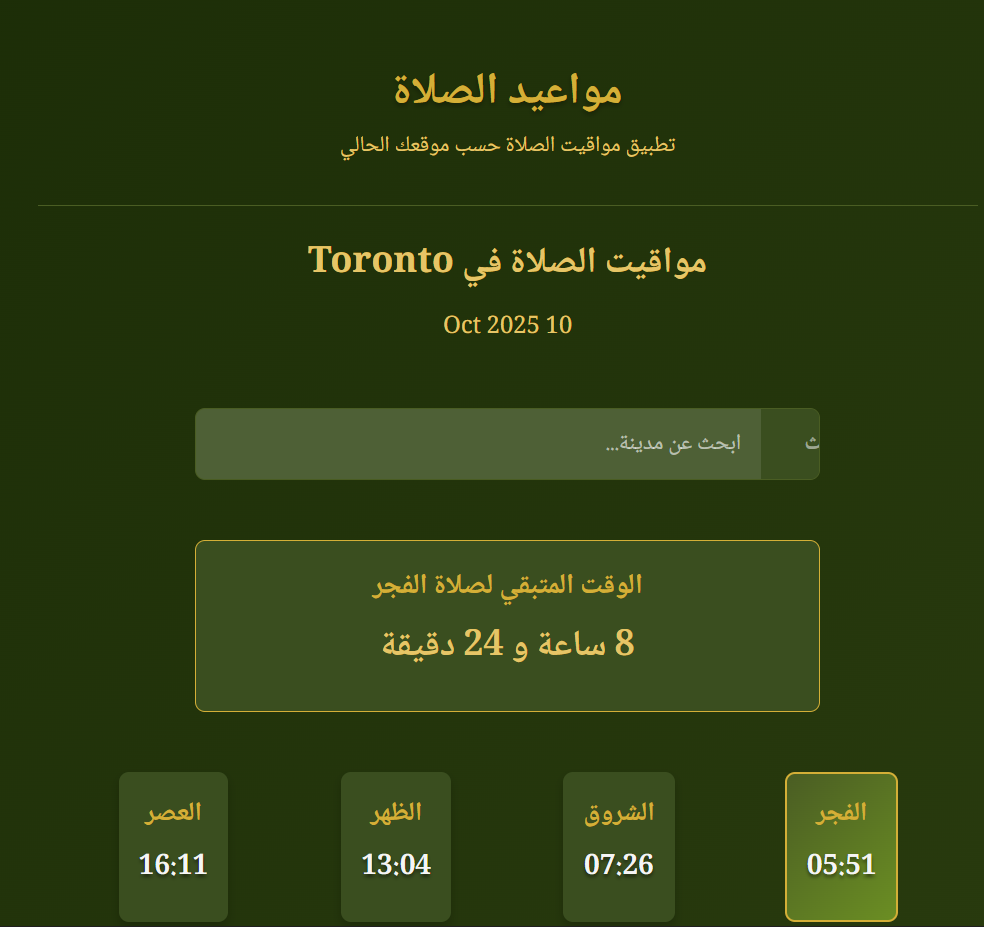 مواعيد الصلاة
تطبيق مواقيت الصلاة حسب موقعك الحالي
مواقيت الصلاة في Toronto
10 Oct 2025
ابحث عن مدينة...
الوقت المتبقي لصلاة الفجر
8 ساعة و 24 دقيقة
الفجر الشروق الظهر العصر
05:51 07:26 13:04 16:11